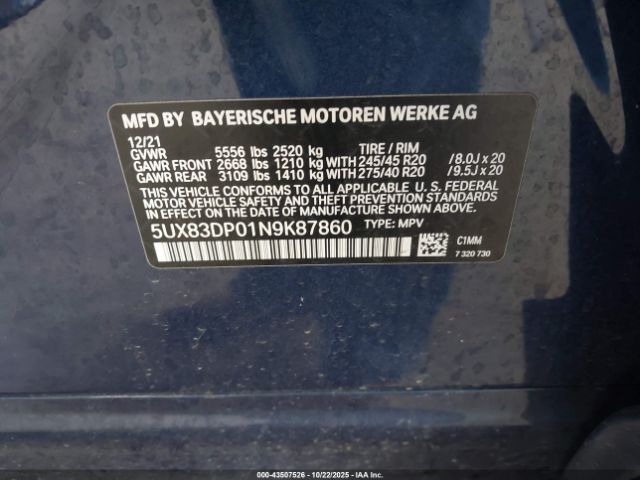 MFD BY BAYERISCHE MOTOREN WERKE AG
12/21
GVWR 5556 lbs 2520 kg TIRE / RIM
GAWR FRONT 2668 lbs 1210 kg WITH 245/45 R20 /8.0J x 20
GAWR REAR 3109 lbs 1410 kg WITH 275/40 R20 /9.5J x 20
THIS VEHICLE CONFORMS TO ALL APPLICABLE U. S. FEDERAL
MOTOR VEHICLE SAFETY AND THEFT PREVENTION STANDARDS
IN EFFECT ON THE DATE OF MANUFACTURE SHOWN ABOVE.
5UX83DP01N9K87860 TYPE: MPV
C1MM
7 320 730
000-43507526 - 10/22/2025 - Copyright © 2025 IAA, Inc.